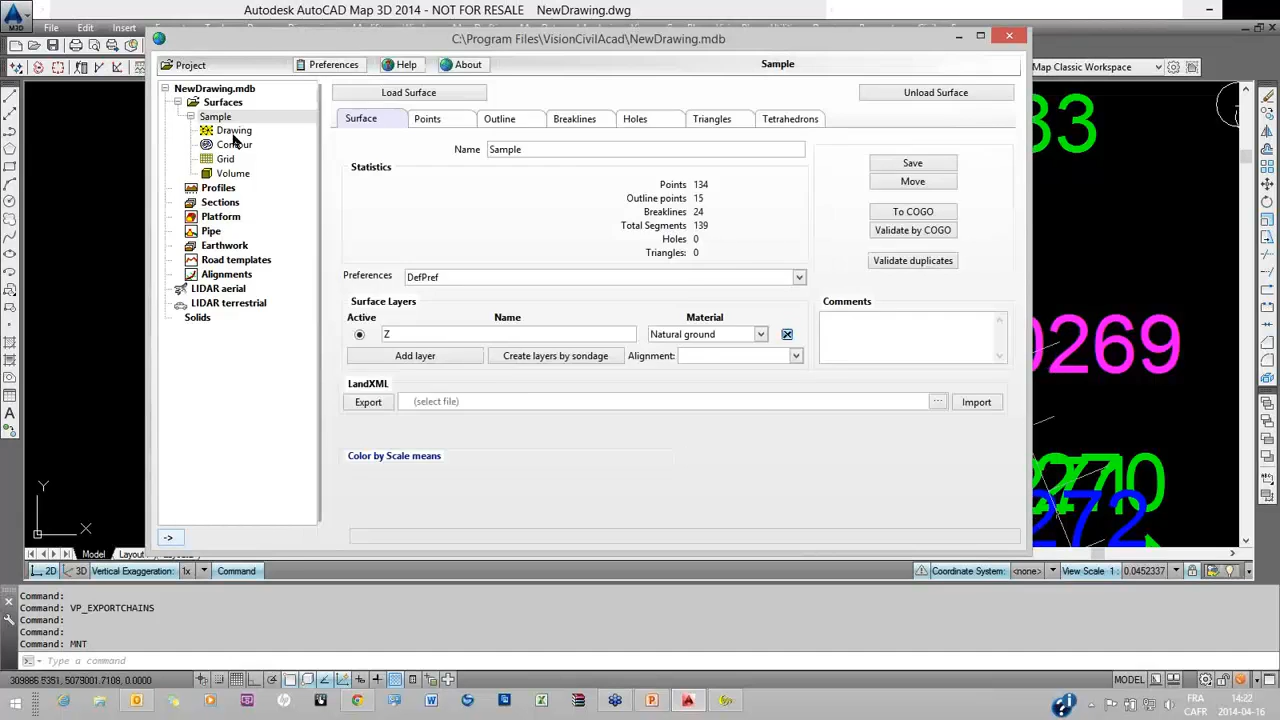 Autodesk AutoCAD Map 3D 2014 - NOT FOR RESALE    NewDrawing.dwg
M3D
File Edit Insert
C:\Program Files\VisionCivilAcad\NewDrawing.mdb
Project Preferences Help About Sample
Map Classic Workspace
NewDrawing.mdb
Surfaces
Sample
Drawing
Contour
Grid
Volume
Profiles
Sections
Platform
Pipe
Earthwork
Road templates
Alignments
LIDAR aerial
LIDAR terrestrial
Solids
->
Load Surface Unload Surface
Surface Points Outline Breaklines Holes Triangles Tetrahedrons
Name Sample
Statistics
Points 134
Outline points 15
Breaklines 24
Total Segments 139
Holes 0
Triangles: 0
Save
Move
To COGO
Validate by COGO
Validate duplicates
Preferences DefPref
Surface Layers
Active Name Material
Z Natural ground
Add layer Create layers by sondage Alignment:
Comments
LandXML
Export (select file) ... Import
Color by Scale means
33
0269
270
272
Y
X
Model
2D 3D Vertical Exaggeration: 1x Command
Coordinate System: <none> View Scale 1 : 0.0452337
Command:
Command: VP_EXPORTCHAINS
Command:
Command:
Command: MNT
Type a command
MODEL
FRA
CAFR
14:22
2014-04-16